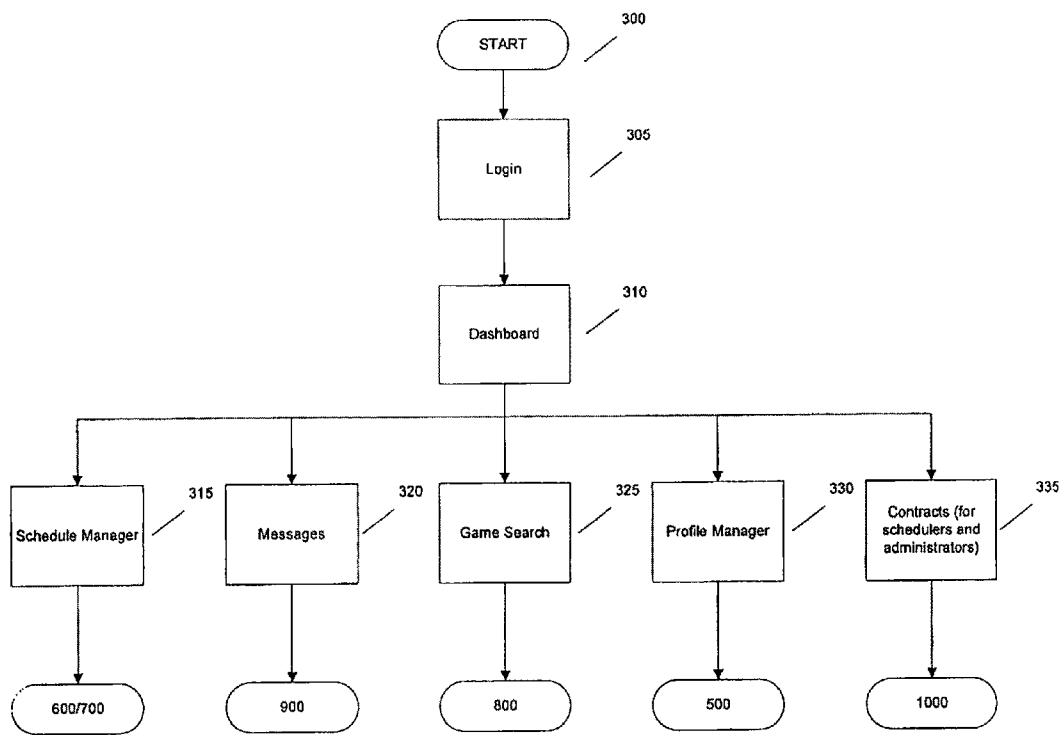 START
300
Login
305
Dashboard
310
Schedule Manager
315
Messages
320
Game Search
325
Profile Manager
330
Contracts (for
schedulers and
administrators)
335
600/700
900
800
500
1000